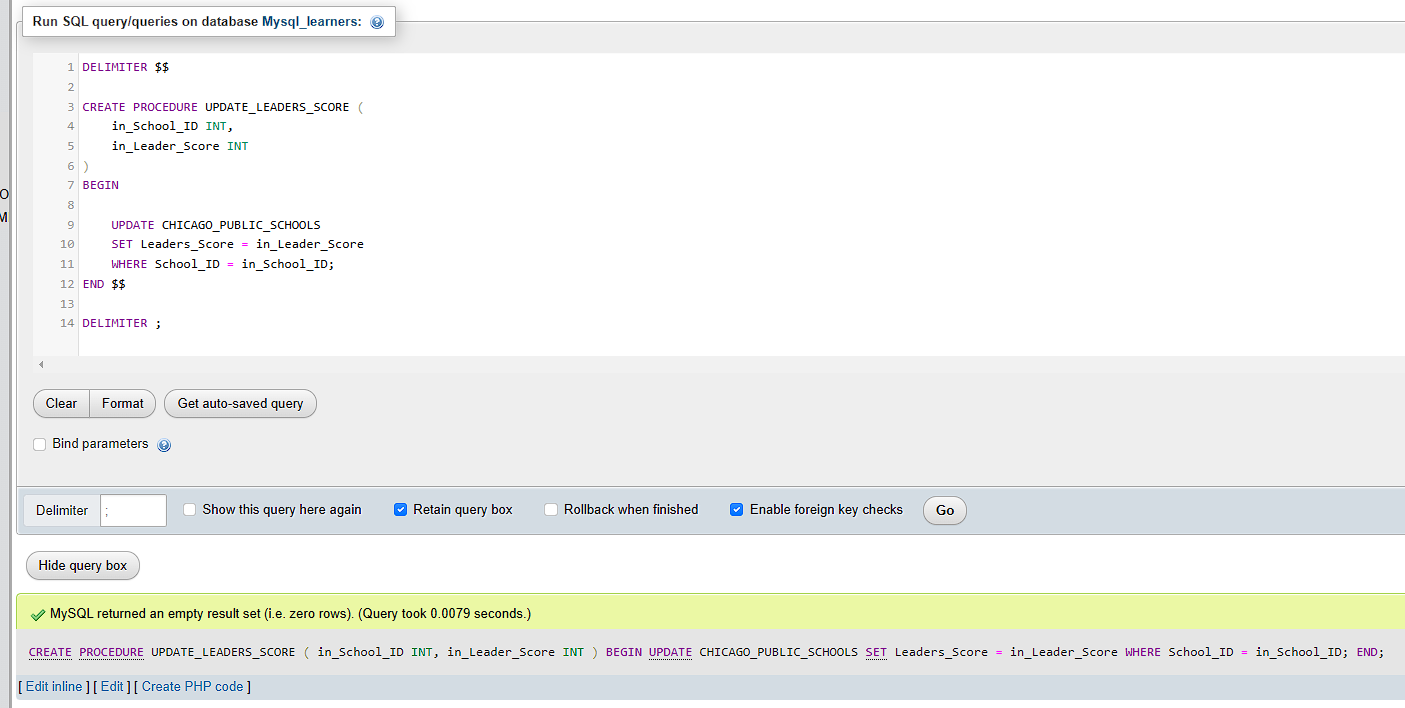 Run SQL query/queries on database Mysql_learners:
1 DELIMITER $$
2
3 CREATE PROCEDURE UPDATE_LEADERS_SCORE (
4 in_School_ID INT,
5 in_Leader_Score INT
6 )
7 BEGIN
8
9 UPDATE CHICAGO_PUBLIC_SCHOOLS
10 SET Leaders_Score = in_Leader_Score
11 WHERE School_ID = in_School_ID;
12 END $$
13
14 DELIMITER ;
O
M
Clear Format Get auto-saved query
Bind parameters
Delimiter ; Show this query here again Retain query box Rollback when finished Enable foreign key checks Go
Hide query box
MySQL returned an empty result set (i.e. zero rows). (Query took 0.0079 seconds.)
CREATE PROCEDURE UPDATE_LEADERS_SCORE ( in_School_ID INT, in_Leader_Score INT ) BEGIN UPDATE CHICAGO_PUBLIC_SCHOOLS SET Leaders_Score = in_Leader_Score WHERE School_ID = in_School_ID; END;
[ Edit inline ] [ Edit ] [ Create PHP code ]